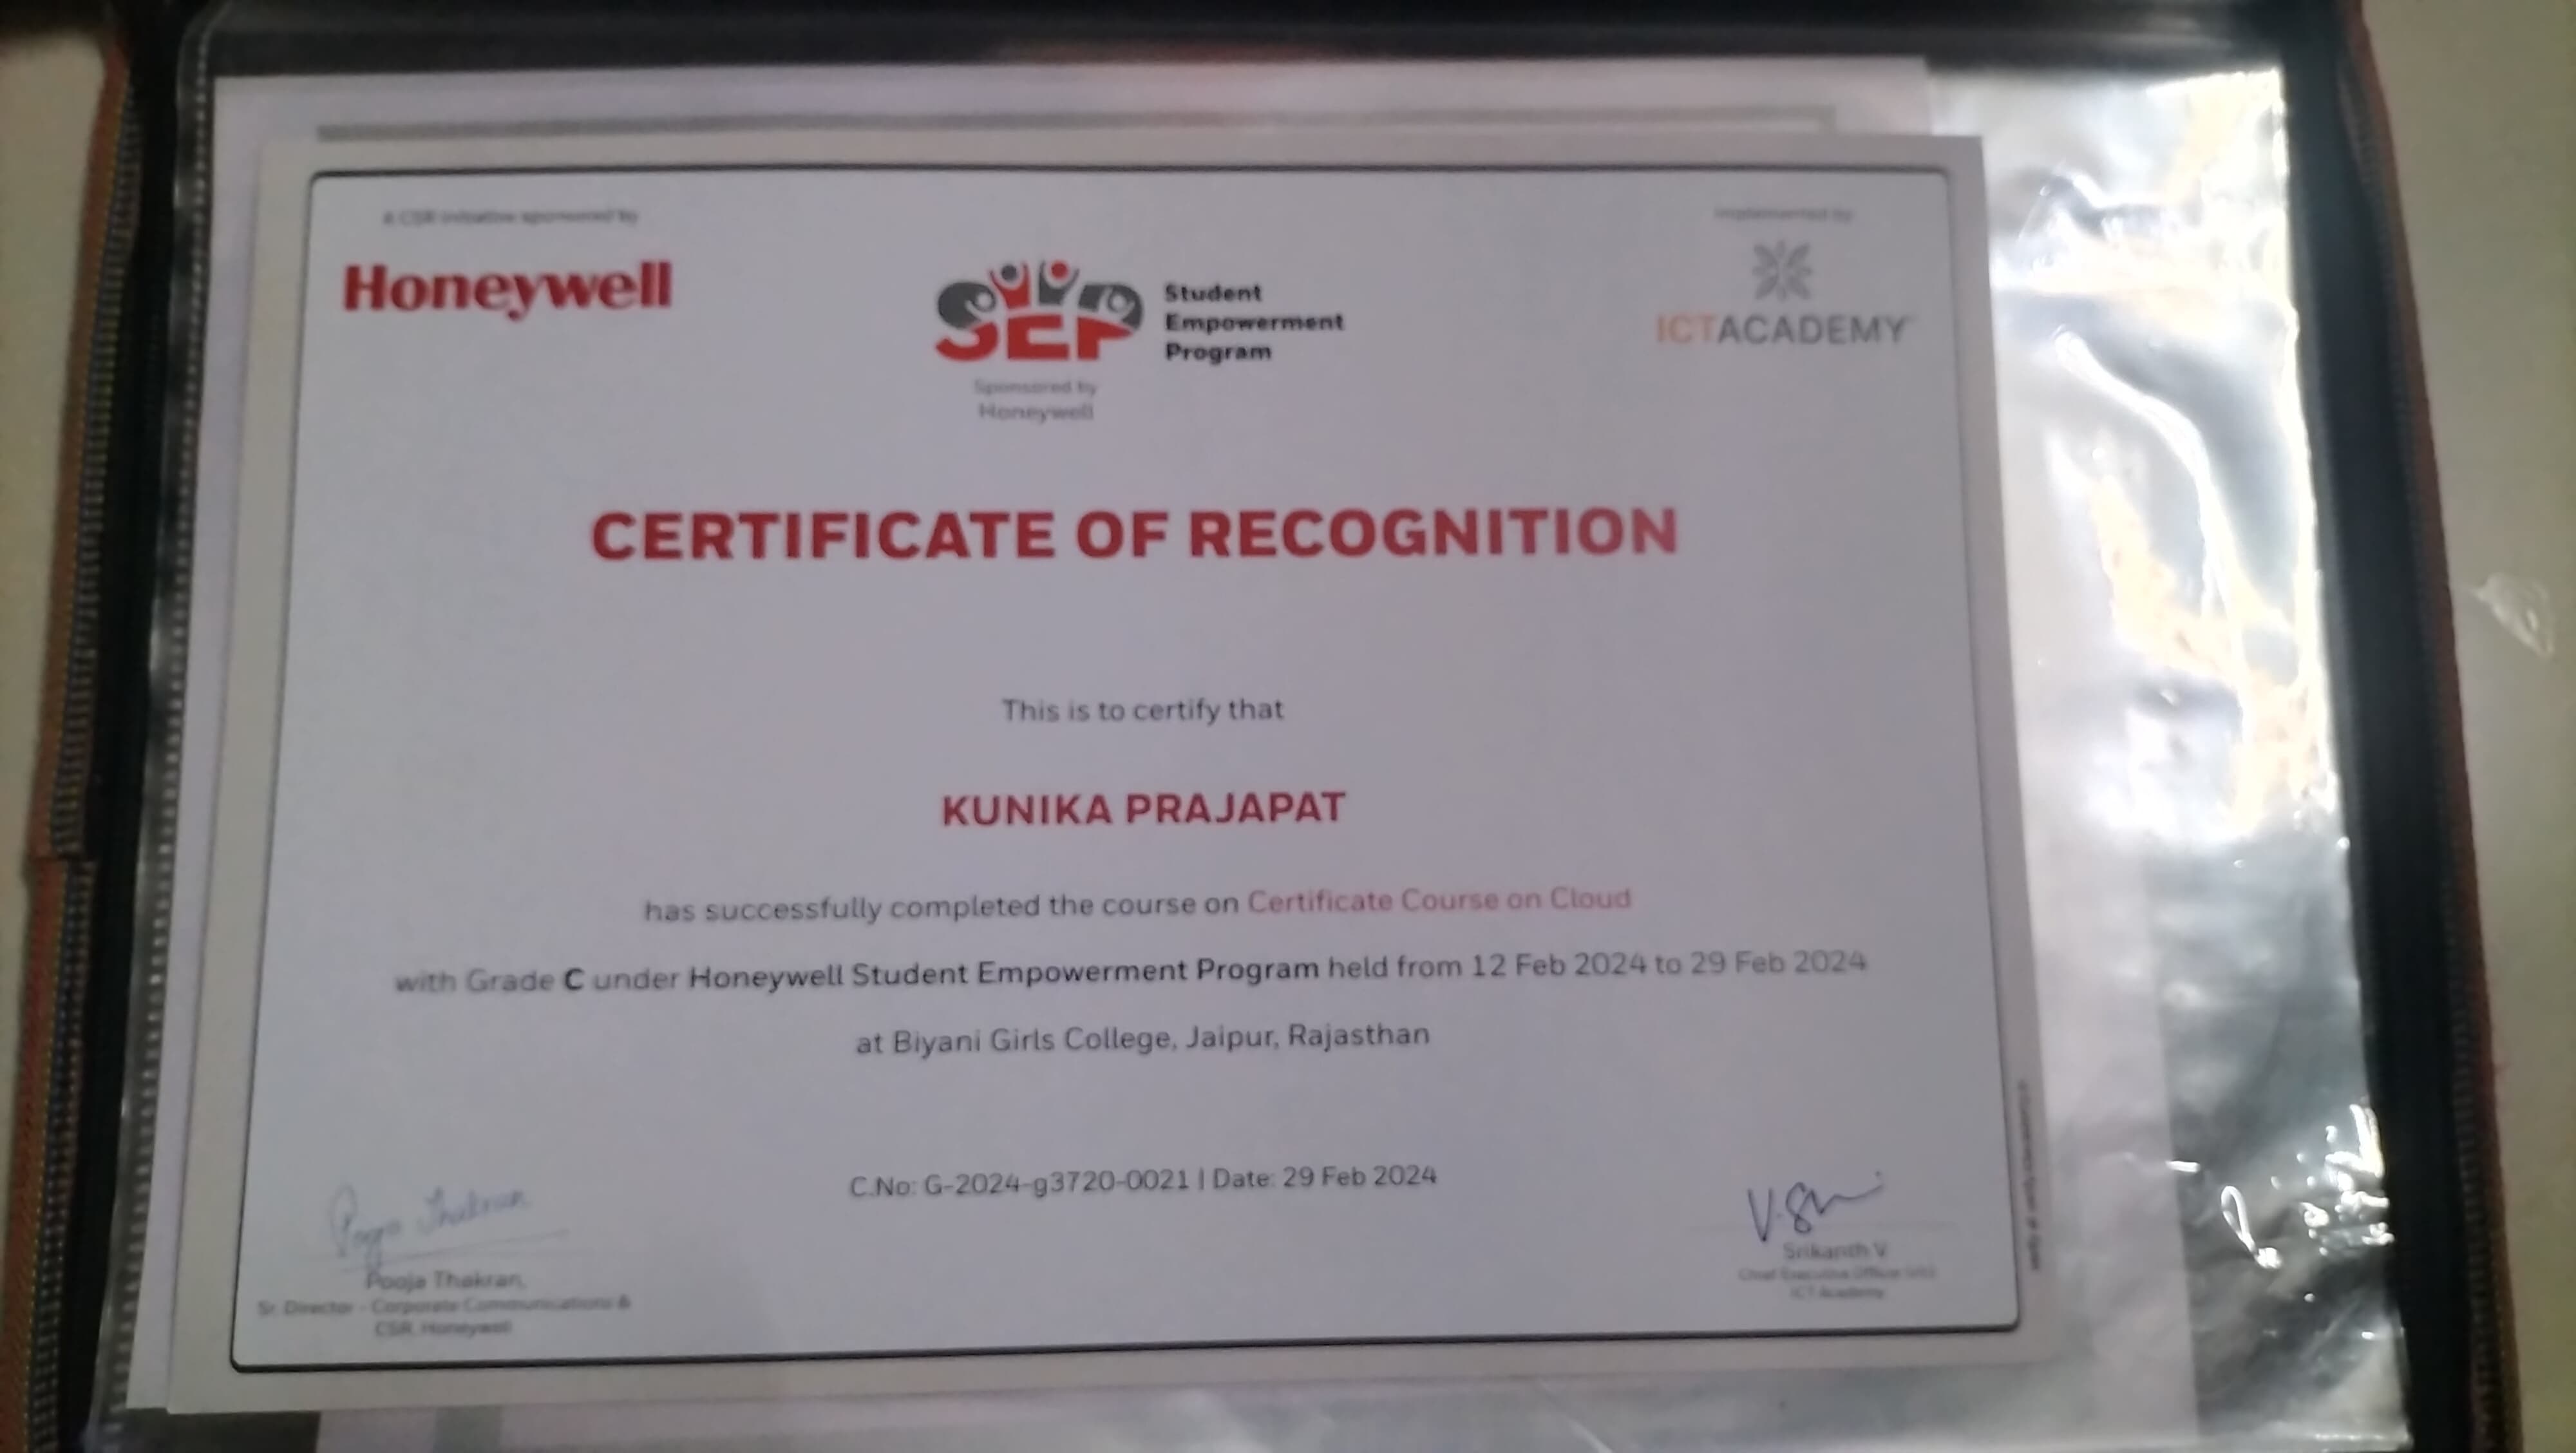 A CSR initiative sponsored by
Honeywell
SEP
Student
Empowerment
Program
Sponsored by
Honeywell
Implemented by
ICTACADEMY
CERTIFICATE OF RECOGNITION
This is to certify that
KUNIKA PRAJAPAT
has successfully completed the course on Certificate Course on Cloud
with Grade C under Honeywell Student Empowerment Program held from 12 Feb 2024 to 29 Feb 2024
at Biyani Girls College, Jaipur, Rajasthan
C.No: G-2024-g3720-0021 | Date: 29 Feb 2024
Pooja Thakran
Pooja Thakran,
Sr. Director - Corporate Communications &
CSR, Honeywell
V.
Srikanth V
Chief Executive Officer
ICT Academy